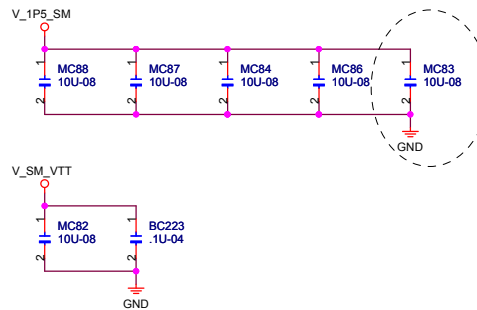 V_1P5_SM
1 MC88 1 MC87 1 MC84 1 MC86 1 MC83
2 10U-08 2 10U-08 2 10U-08 2 10U-08 2 10U-08
GND
V_SM_VTT
1 MC82 1 BC223
2 10U-08 2 .1U-04
GND